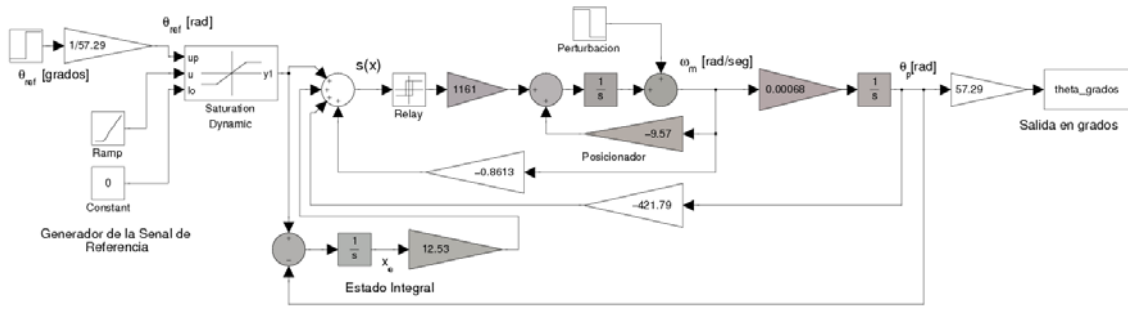 θref [rad]
1/57.29
θref [grados]
up
u
lo
y1
Saturation
Dynamic
Ramp
0
Constant
Generador de la Senal de
Referencia
s(x)
Relay
1161
1
s
Perturbacion
ωm [rad/seg]
0.00068
1
s
θp[rad]
57.29
theta_grados
Salida en grados
-9.57
Posicionador
-0.8613
-421.79
1
s
xe
12.53
Estado Integral